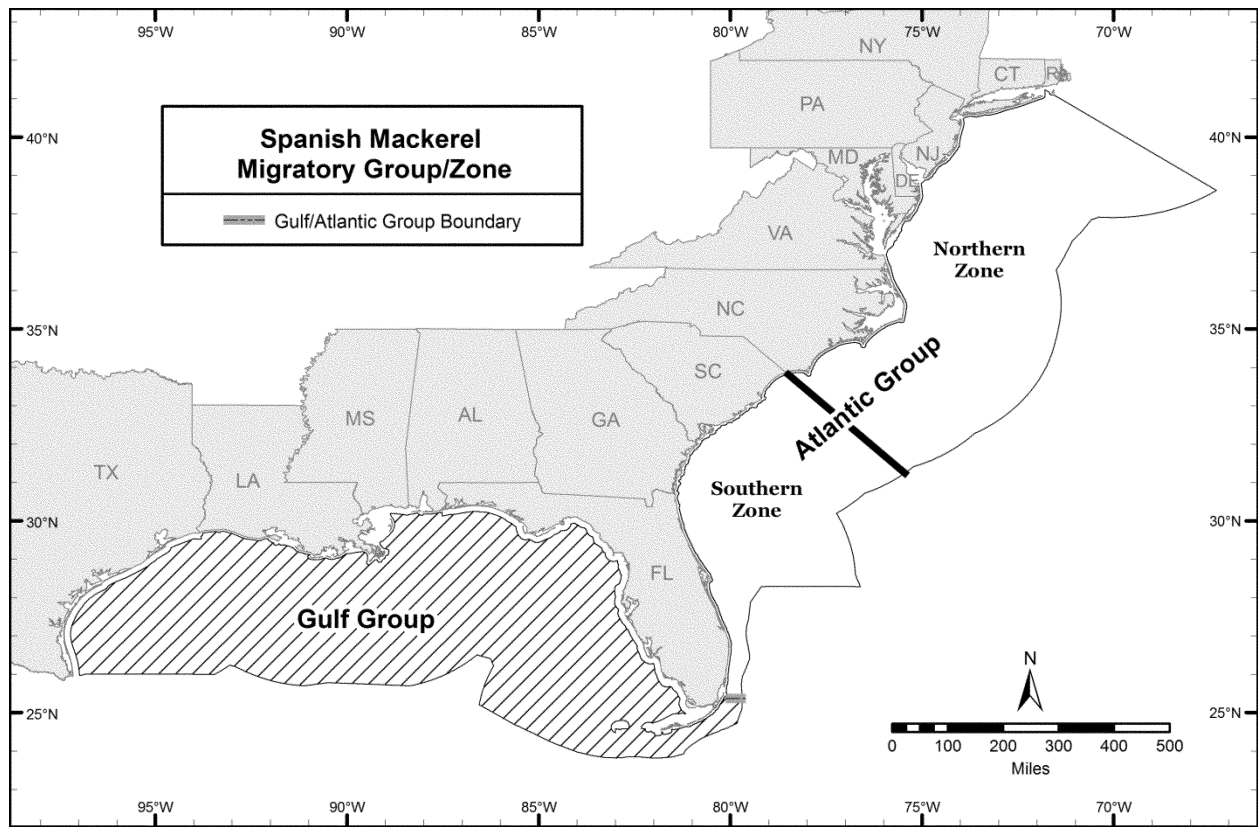 95°W 90°W 85°W 80°W 75°W 70°W
Spanish Mackerel
Migratory Group/Zone
Gulf/Atlantic Group Boundary
NY
CT
PA
NJ
MD
DE
VA
NC
SC
MS
AL
GA
TX
LA
FL
40°N
40°N
35°N
35°N
30°N
30°N
25°N
25°N
Northern
Zone
Atlantic Group
Southern
Zone
Gulf Group
N
0 100 200 300 400 500
Miles
95°W 90°W 85°W 80°W 75°W 70°W